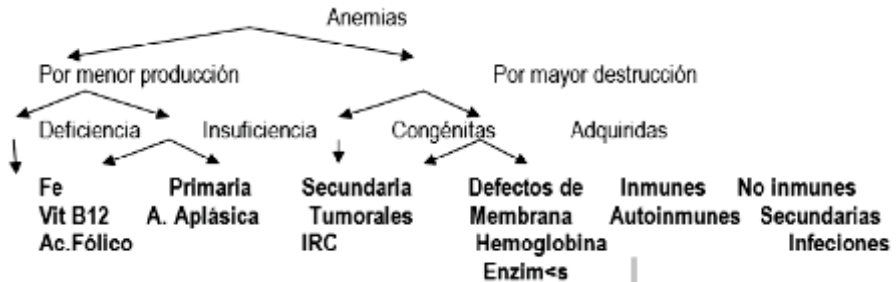 Anemias
Por menor producción Por mayor destrucción
Deficiencia Insuficiencia Congénitas Adquiridas
Fe Primaria Secundaria Defectos de Inmunes No inmunes
Vit B12 A. Aplásica Tumorales Membrana Autoinmunes Secundarias
Ac.Fólico IRC Hemoglobina Infeciones
Enzim<s